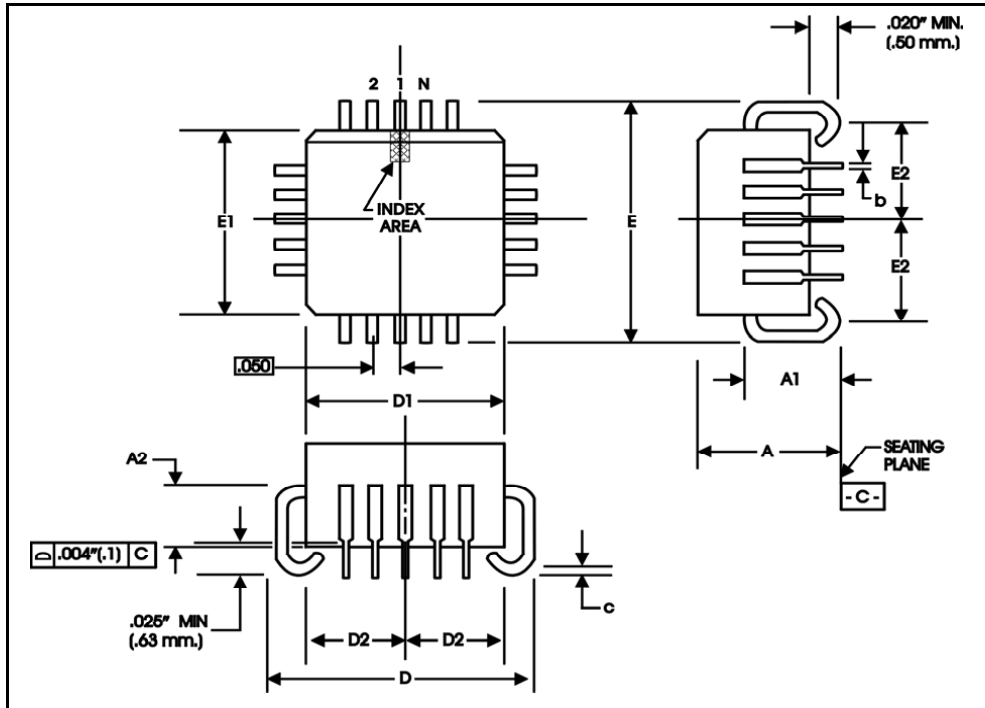 .020" MIN.
(.50 mm.)
2 1 N
E1
INDEX
AREA
E
E2
b
E2
.050
D1
A1
A
SEATING
PLANE
-C-
A2
.004"(.1) C
.025" MIN
(.63 mm.)
D2 D2
c
D